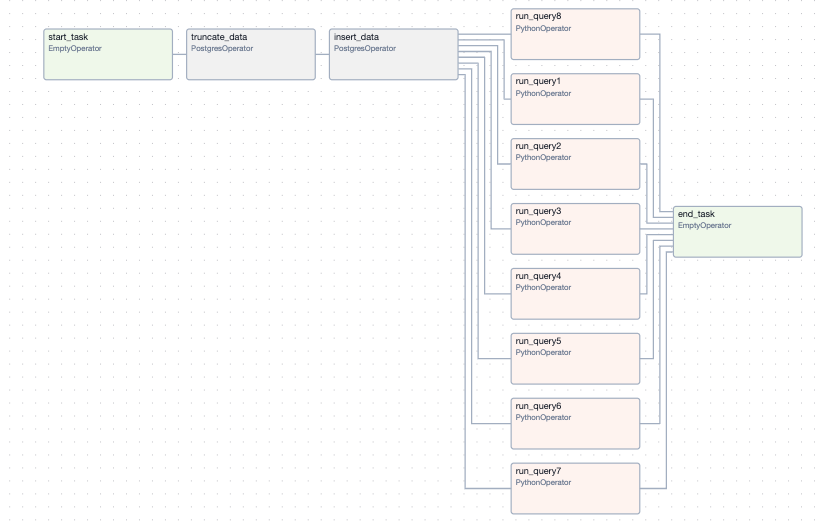 start_task
EmptyOperator
truncate_data
PostgresOperator
insert_data
PostgresOperator
run_query8
PythonOperator
run_query1
PythonOperator
run_query2
PythonOperator
run_query3
PythonOperator
run_query4
PythonOperator
run_query5
PythonOperator
run_query6
PythonOperator
run_query7
PythonOperator
end_task
EmptyOperator